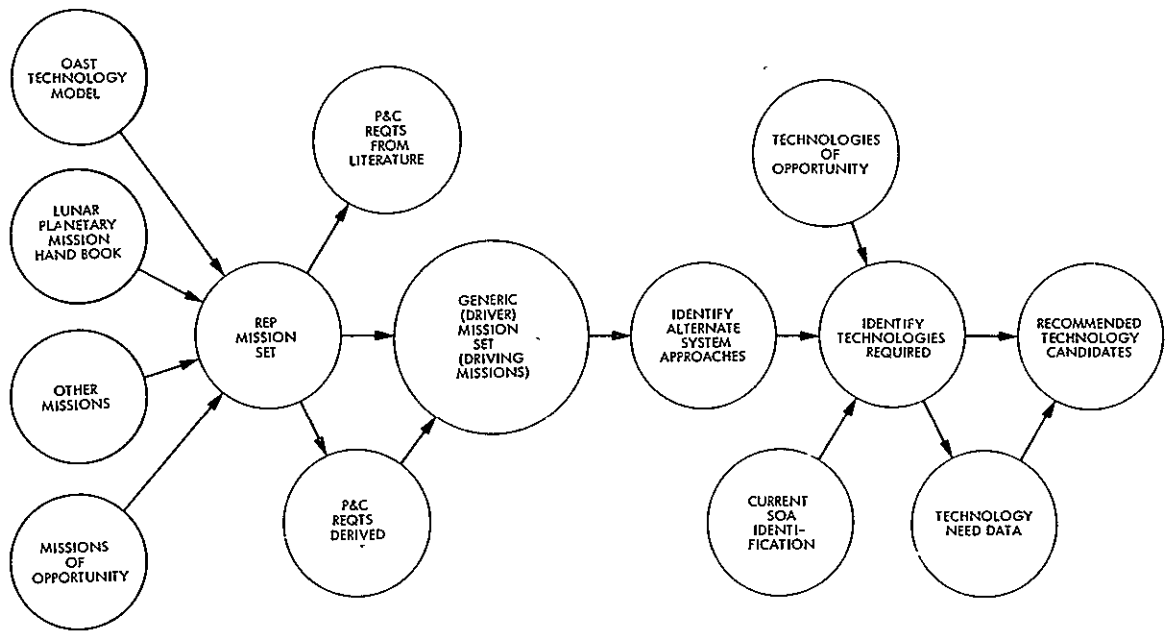 OAST
TECHNOLOGY
MODEL
LUNAR
PLANETARY
MISSION
HAND BOOK
OTHER
MISSIONS
MISSIONS
OF
OPPORTUNITY
REP
MISSION
SET
P&C
REQTS
FROM
LITERATURE
P&C
REQTS
DERIVED
GENERIC
(DRIVER)
MISSION
SET
(DRIVING
MISSIONS)
IDENTIFY
ALTERNATE
SYSTEM
APPROACHES
TECHNOLOGIES
OF
OPPORTUNITY
IDENTIFY
TECHNOLOGIES
REQUIRED
CURRENT
SOA
IDENTI-
FICATION
TECHNOLOGY
NEED DATA
RECOMMENDED
TECHNOLOGY
CANDIDATES